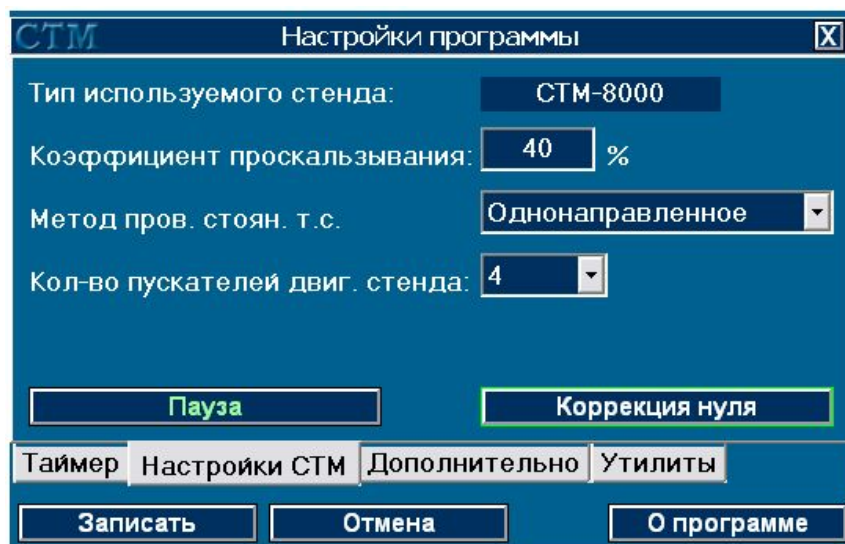 СТМ Настройки программы X
Тип используемого стенда: СТМ-8000
Коэффициент проскальзывания: 40 %
Метод пров. стоян. т.с. Однонаправленное
Кол-во пускателей двиг. стенда: 4
Пауза Коррекция нуля
Таймер Настройки СТМ Дополнительно Утилиты
Записать Отмена О программе